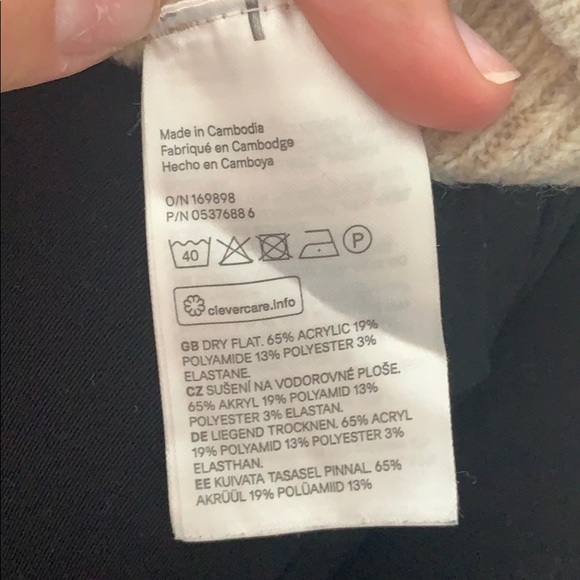 Made in Cambodia
Fabriqué en Cambodge
Hecho en Camboya
O/N 169898
P/N 0537688 6
40 P
clevercare.info
GB DRY FLAT. 65% ACRYLIC 19%
POLYAMIDE 13% POLYESTER 3%
ELASTANE.
CZ SUŠENÍ NA VODOROVNÉ PLOŠE.
65% AKRYL 19% POLYAMID 13%
POLYESTER 3% ELASTAN.
DE LIEGEND TROCKNEN. 65% ACRYL
19% POLYAMID 13% POLYESTER 3%
ELASTHAN.
EE KUIVATA TASASEL PINNAL. 65%
AKRÜÜL 19% POLÜAMIID 13%